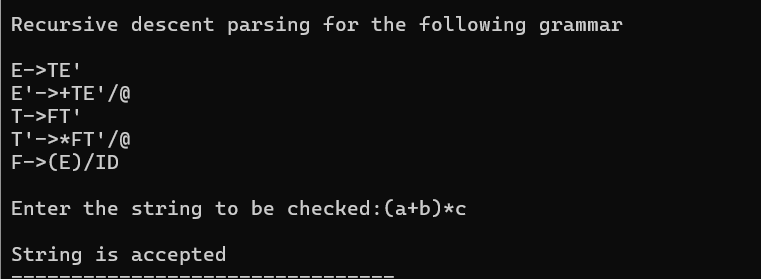 Recursive descent parsing for the following grammar
E->TE'
E'->+TE'/@
T->FT'
T'->*FT'/@
F->(E)/ID
Enter the string to be checked:(a+b)*c
String is accepted
--------------------------------